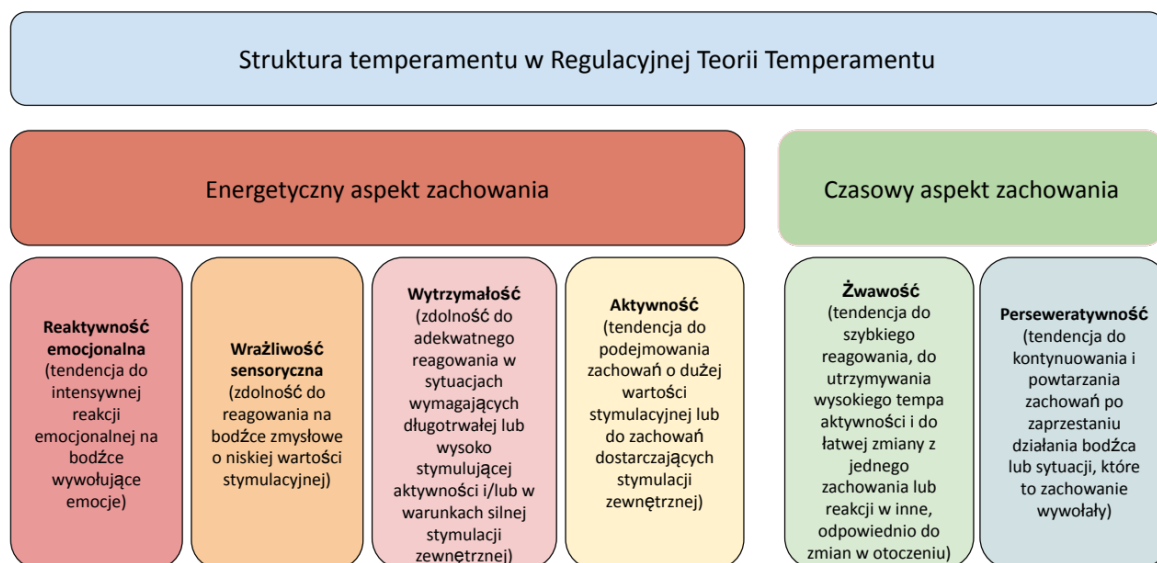 Struktura temperamentu w Regulacyjnej Teorii Temperamentu
Energetyczny aspekt zachowania
Czasowy aspekt zachowania
Reaktywność
emocjonalna
(tendencja do
intensywnej
reakcji
emocjonalnej na
bodźce
wywołujące
emocje)
Wrażliwość
sensoryczna
(zdolność do
reagowania na
bodźce zmysłowe
o niskiej wartości
stymulacyjnej)
Wytrzymałość
(zdolność do
adekwatnego
reagowania w
sytuacjach
wymagających
długotrwałej lub
wysoko
stymulującej
aktywności i/lub w
warunkach silnej
stymulacji
zewnętrznej)
Aktywność
(tendencja do
podejmowania
zachowań o dużej
wartości
stymulacyjnej lub
do zachowań
dostarczających
stymulacji
zewnętrznej)
Żwawość
(tendencja do
szybkiego
reagowania, do
utrzymywania
wysokiego tempa
aktywności i do
łatwej zmiany z
jednego
zachowania lub
reakcji w inne,
odpowiednio do
zmian w otoczeniu)
Perseweratywność
(tendencja do
kontynuowania i
powtarzania
zachowań po
zaprzestaniu
działania bodźca
lub sytuacji, które
to zachowanie
wywołały)